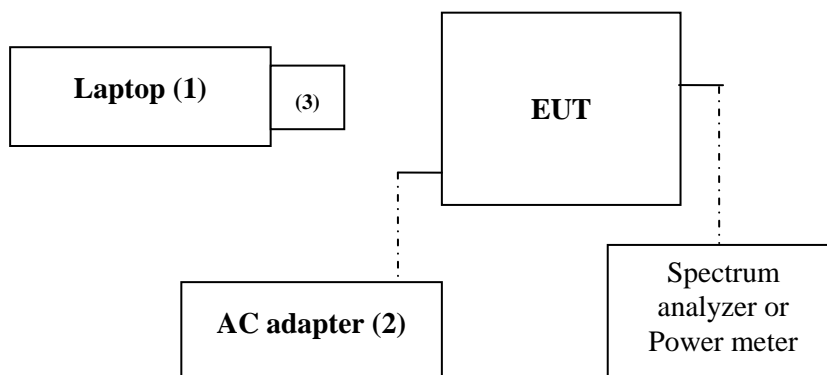 Laptop (1)
(3)
EUT
AC adapter (2)
Spectrum
analyzer or
Power meter